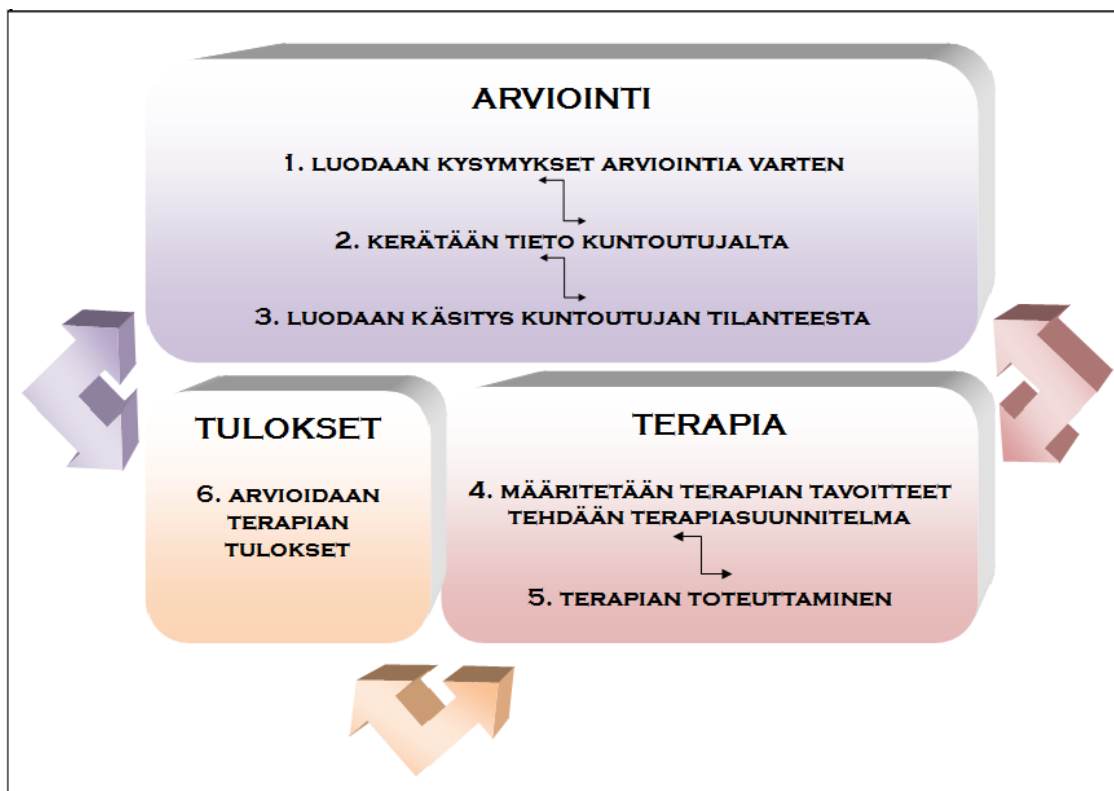 ARVIOINTI
1. LUODAAN KYSYMYKSET ARVIOINTIA VARTEN
2. KERÄTÄÄN TIETO KUNTOUTUJALTA
3. LUODAAN KÄSITYS KUNTOUTUJAN TILANTEESTA
TULOKSET
6. ARVIOIDAAN
TERAPIAN
TULOKSET
TERAPIA
4. MÄÄRITETÄÄN TERAPIAN TAVOITTEET
TEHDÄÄN TERAPIASUUNNITELMA
5. TERAPIAN TOTEUTTAMINEN